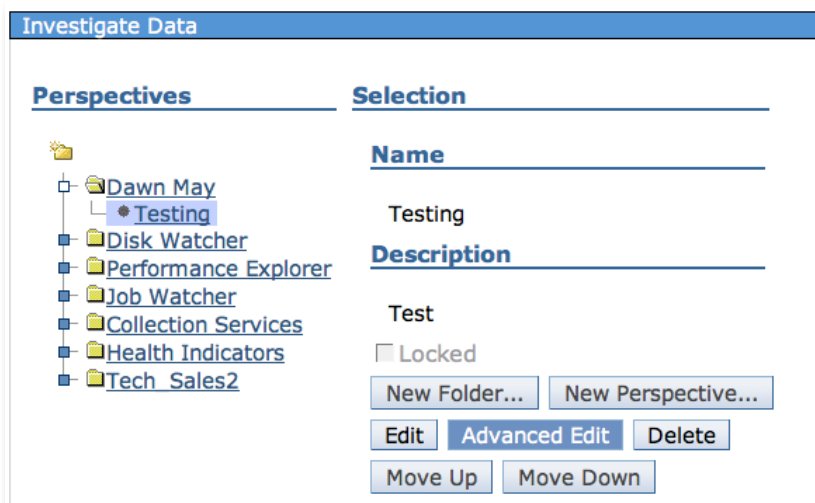 Investigate Data
Perspectives
Selection
Dawn May
Testing
Disk Watcher
Performance Explorer
Job Watcher
Collection Services
Health Indicators
Tech_Sales2
Name
Testing
Description
Test
Locked
New Folder... New Perspective...
Edit Advanced Edit Delete
Move Up Move Down